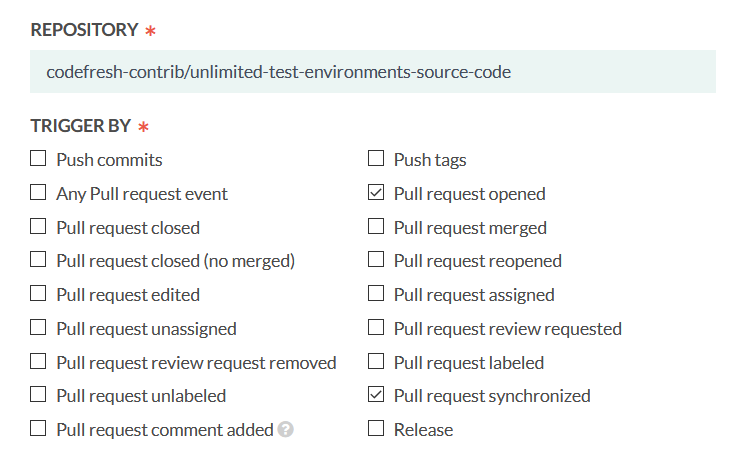 REPOSITORY *
codefresh-contrib/unlimited-test-environments-source-code
TRIGGER BY *
Push commits
Push tags
Any Pull request event
Pull request opened
Pull request closed
Pull request merged
Pull request closed (no merged)
Pull request reopened
Pull request edited
Pull request assigned
Pull request unassigned
Pull request review requested
Pull request review request removed
Pull request labeled
Pull request unlabeled
Pull request synchronized
Pull request comment added ?
Release